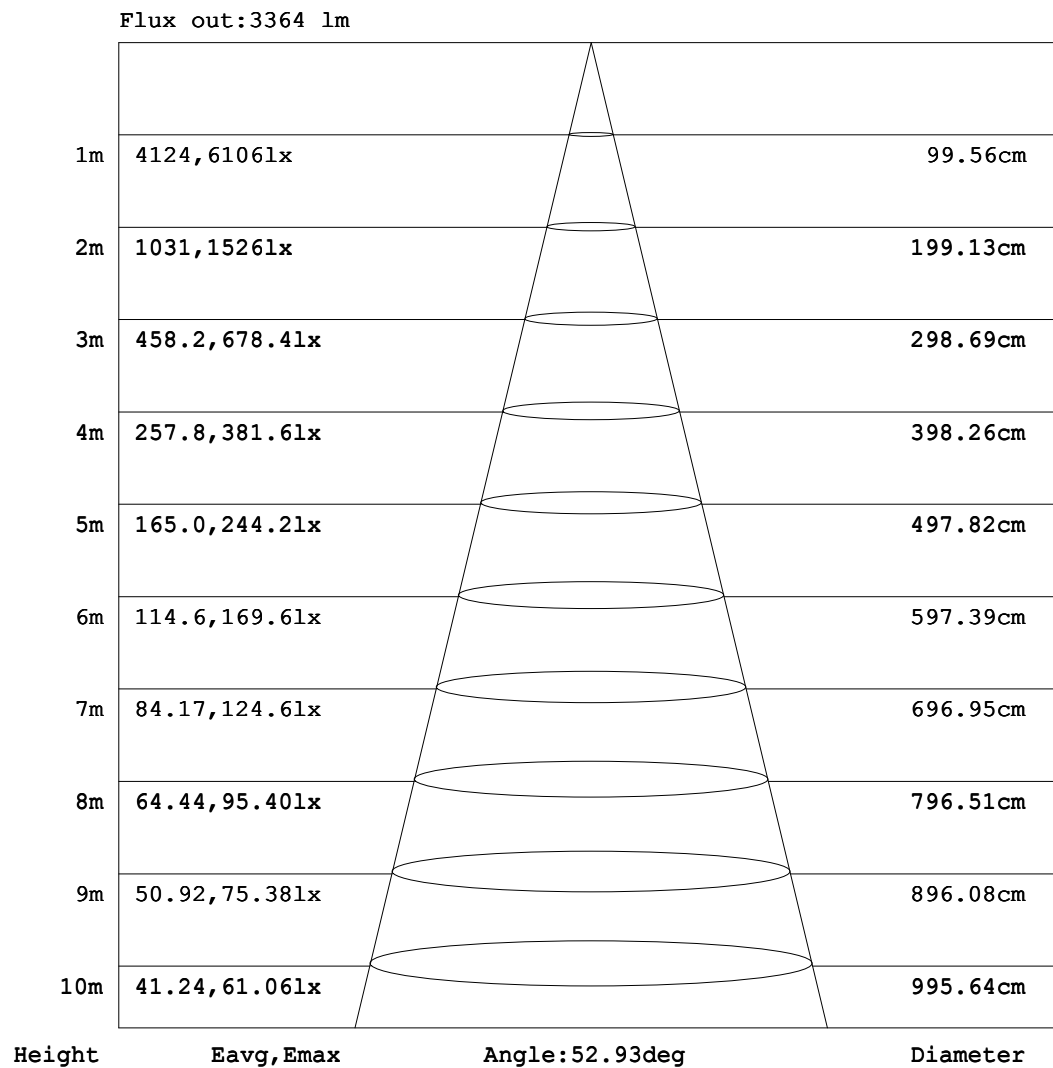 Flux out:3364 lm
1m 4124,6106lx 99.56cm
2m 1031,1526lx 199.13cm
3m 458.2,678.4lx 298.69cm
4m 257.8,381.6lx 398.26cm
5m 165.0,244.2lx 497.82cm
6m 114.6,169.6lx 597.39cm
7m 84.17,124.6lx 696.95cm
8m 64.44,95.40lx 796.51cm
9m 50.92,75.38lx 896.08cm
10m 41.24,61.06lx 995.64cm
Height Eavg,Emax Angle:52.93deg Diameter